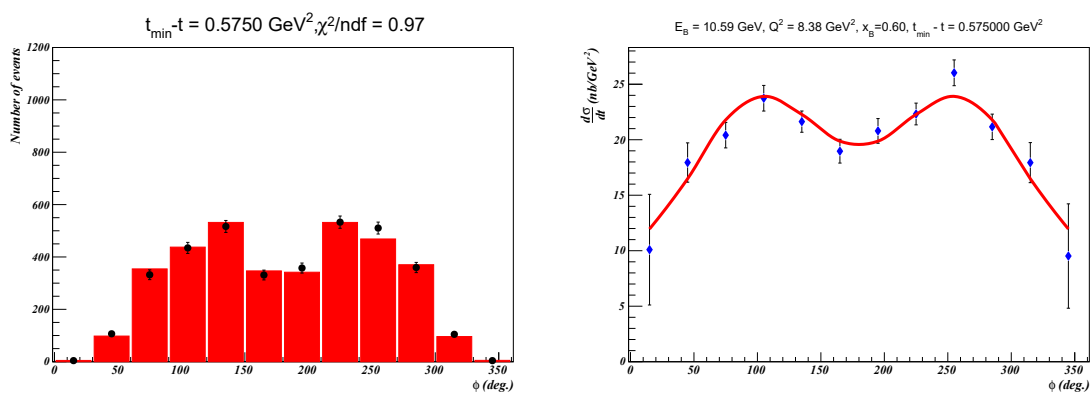 t_min-t = 0.5750 GeV²,χ²/ndf = 0.97
Number of events
1200
1000
800
600
400
200
0
0 50 100 150 200 250 300 350
ϕ (deg.)
E_B = 10.59 GeV, Q² = 8.38 GeV², x_B=0.60, t_min - t = 0.575000 GeV²
dσ/dt (nb/GeV²)
25
20
15
10
5
0
0 50 100 150 200 250 300 350
ϕ (deg.)